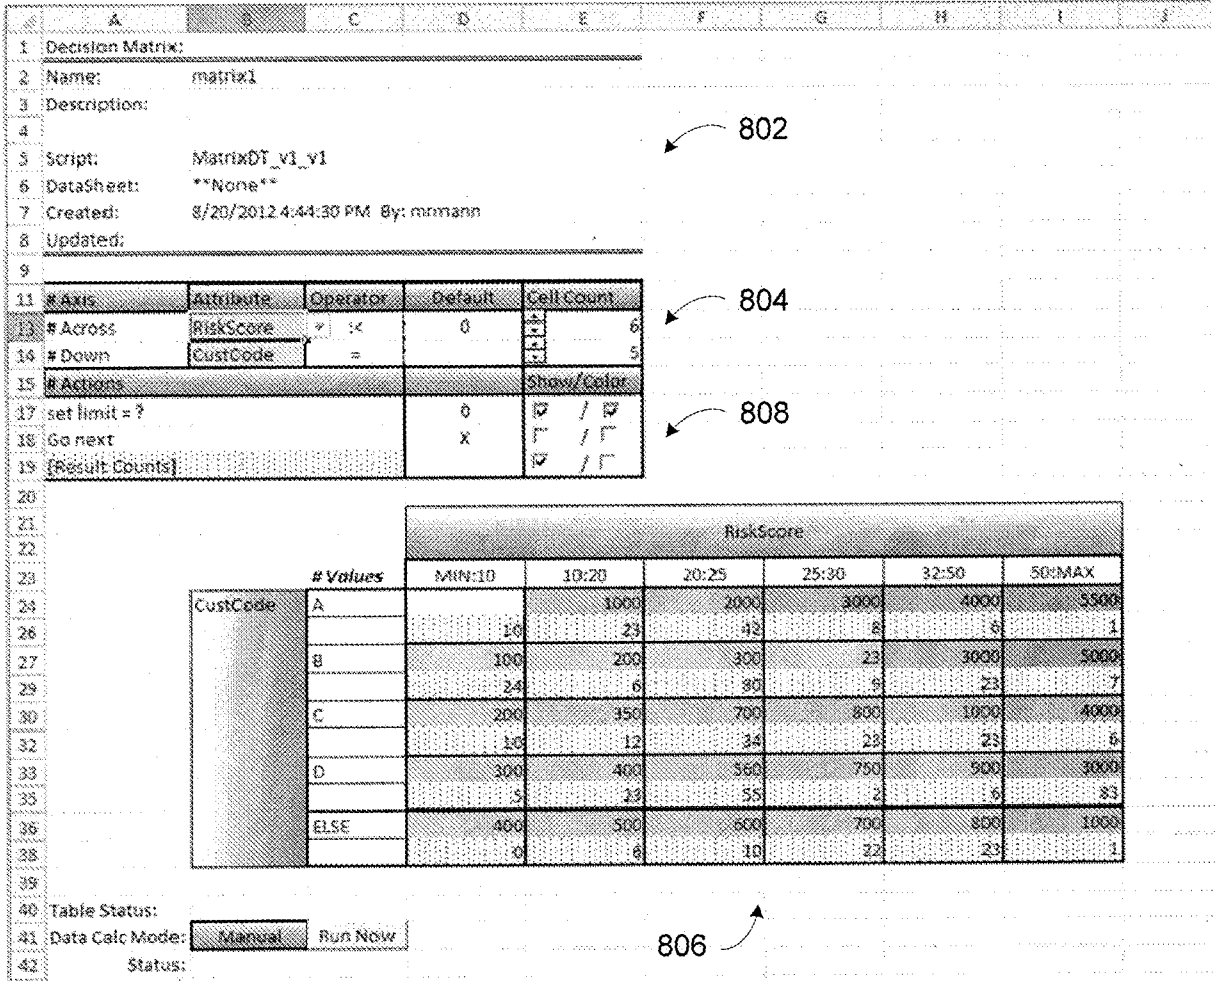 A B C D E F G H I J
1 Decision Matrix:
2 Name: matrix1
3 Description:
4 802
5 Script: MatrixDT_v1_v1
6 DataSheet: **None**
7 Created: 8/20/2012 4:44:30 PM By: mrmann
8 Updated:
9
11 # Axis Attribute Operator Default Cell Count 804
13 # Across RiskScore :< 0 6
14 # Down CustCode = 5
15 # Actions Show/Color
17 set limit = ? 0 / 808
18 Go next X /
19 [Result Counts] /
20
21 RiskScore
22
23 # Values MIN:10 10:20 20:25 25:30 32:50 50:MAX
24 CustCode A 1000 2000 3000 4000 5500
26 10 23 42 8 6 1
27 B 100 200 300 23 3000 5000
29 24 6 80 9 23 7
30 C 200 350 700 800 1000 4000
32 10 12 34 23 23 6
33 D 300 400 560 750 900 3000
35 5 23 55 2 6 83
36 ELSE 400 500 600 700 800 1000
38 0 6 10 22 23 1
39
40 Table Status:
41 Data Calc Mode: Manual Run Now 806
42 Status: